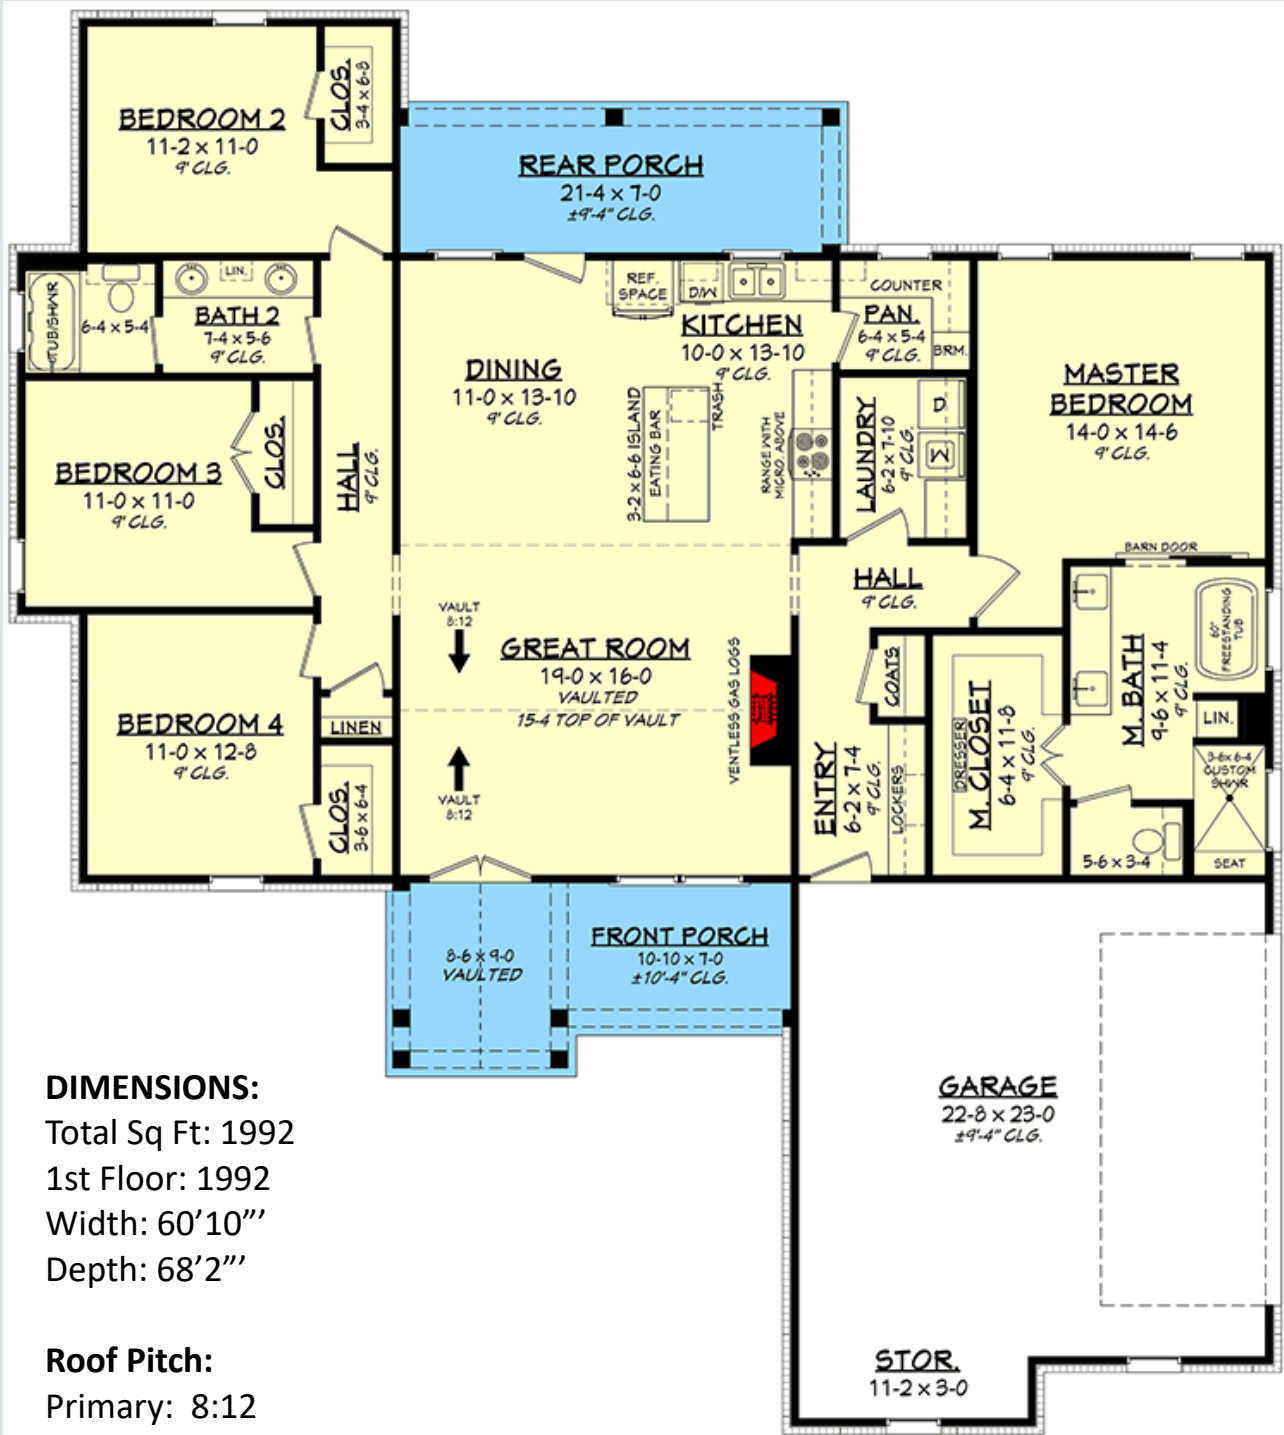 BEDROOM 2
11-2 x 11-0
9' CLG.
CLOS.
3-4 x 6-8
REAR PORCH
21-4 x 7-0
±9'-4" CLG.
TUB/SHWR
6-4 x 5-4
LIN.
BATH 2
7-4 x 5-6
9' CLG.
REF.
SPACE
D/W
KITCHEN
10-0 x 13-10
9' CLG.
COUNTER
PAN.
6-4 x 5-4
9' CLG.
BRM.
DINING
11-0 x 13-10
9' CLG.
3-2 x 6-6 ISLAND
EATING BAR
TRASH
RANGE WITH
MICRO. ABOVE
LAUNDRY
6-2 x 7-10
9' CLG.
D
W
MASTER
BEDROOM
14-0 x 14-6
9' CLG.
BEDROOM 3
11-0 x 11-0
9' CLG.
CLOS.
HALL
9' CLG.
BARN DOOR
HALL
9' CLG.
60"
FREESTANDING
TUB
VAULT
8:12
GREAT ROOM
19-0 x 16-0
VAULTED
15-4 TOP OF VAULT
VENTLESS GAS LOGS
COATS
M. BATH
9-6 x 11-4
9' CLG.
LIN.
BEDROOM 4
11-0 x 12-8
9' CLG.
LINEN
CLOS.
3-6 x 6-4
VAULT
8:12
ENTRY
6-2 x 7-4
9' CLG.
LOCKERS
DRESSER
M. CLOSET
6-4 x 11-8
9' CLG.
3-6 x 6-4
CUSTOM
SHWR
SEAT
5-6 x 3-4
8-6 x 9-0
VAULTED
FRONT PORCH
10-10 x 7-0
±10'-4" CLG.
GARAGE
22-8 x 23-0
±9'-4" CLG.
STOR.
11-2 x 3-0
DIMENSIONS:
Total Sq Ft: 1992
1st Floor: 1992
Width: 60’10”’
Depth: 68’2”’
Roof Pitch:
Primary: 8:12